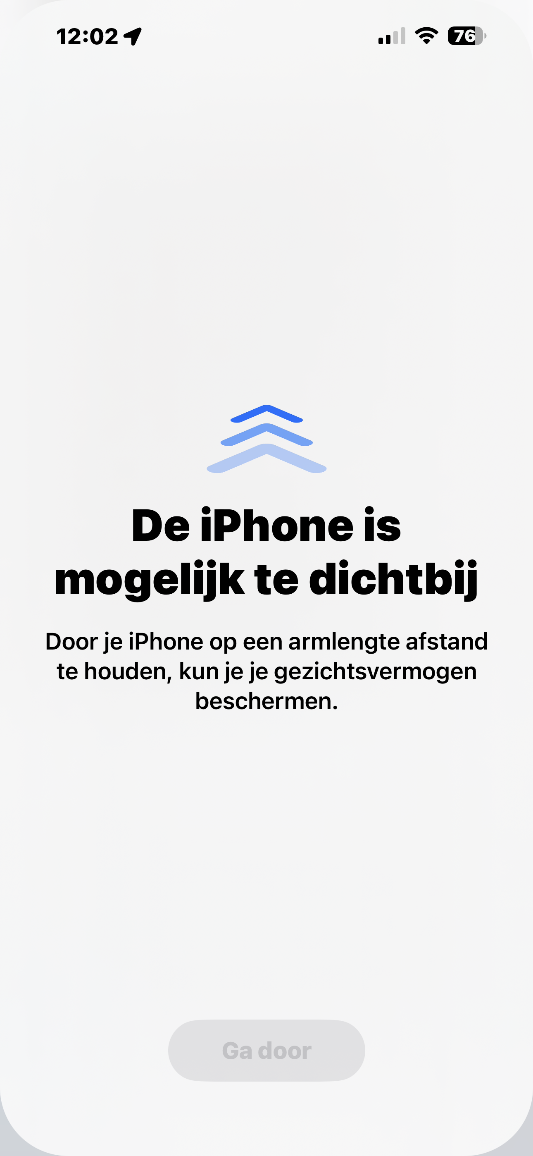 12:02
76
De iPhone is
mogelijk te dichtbij
Door je iPhone op een armlengte afstand
te houden, kun je je gezichtsvermogen
beschermen.
Ga door